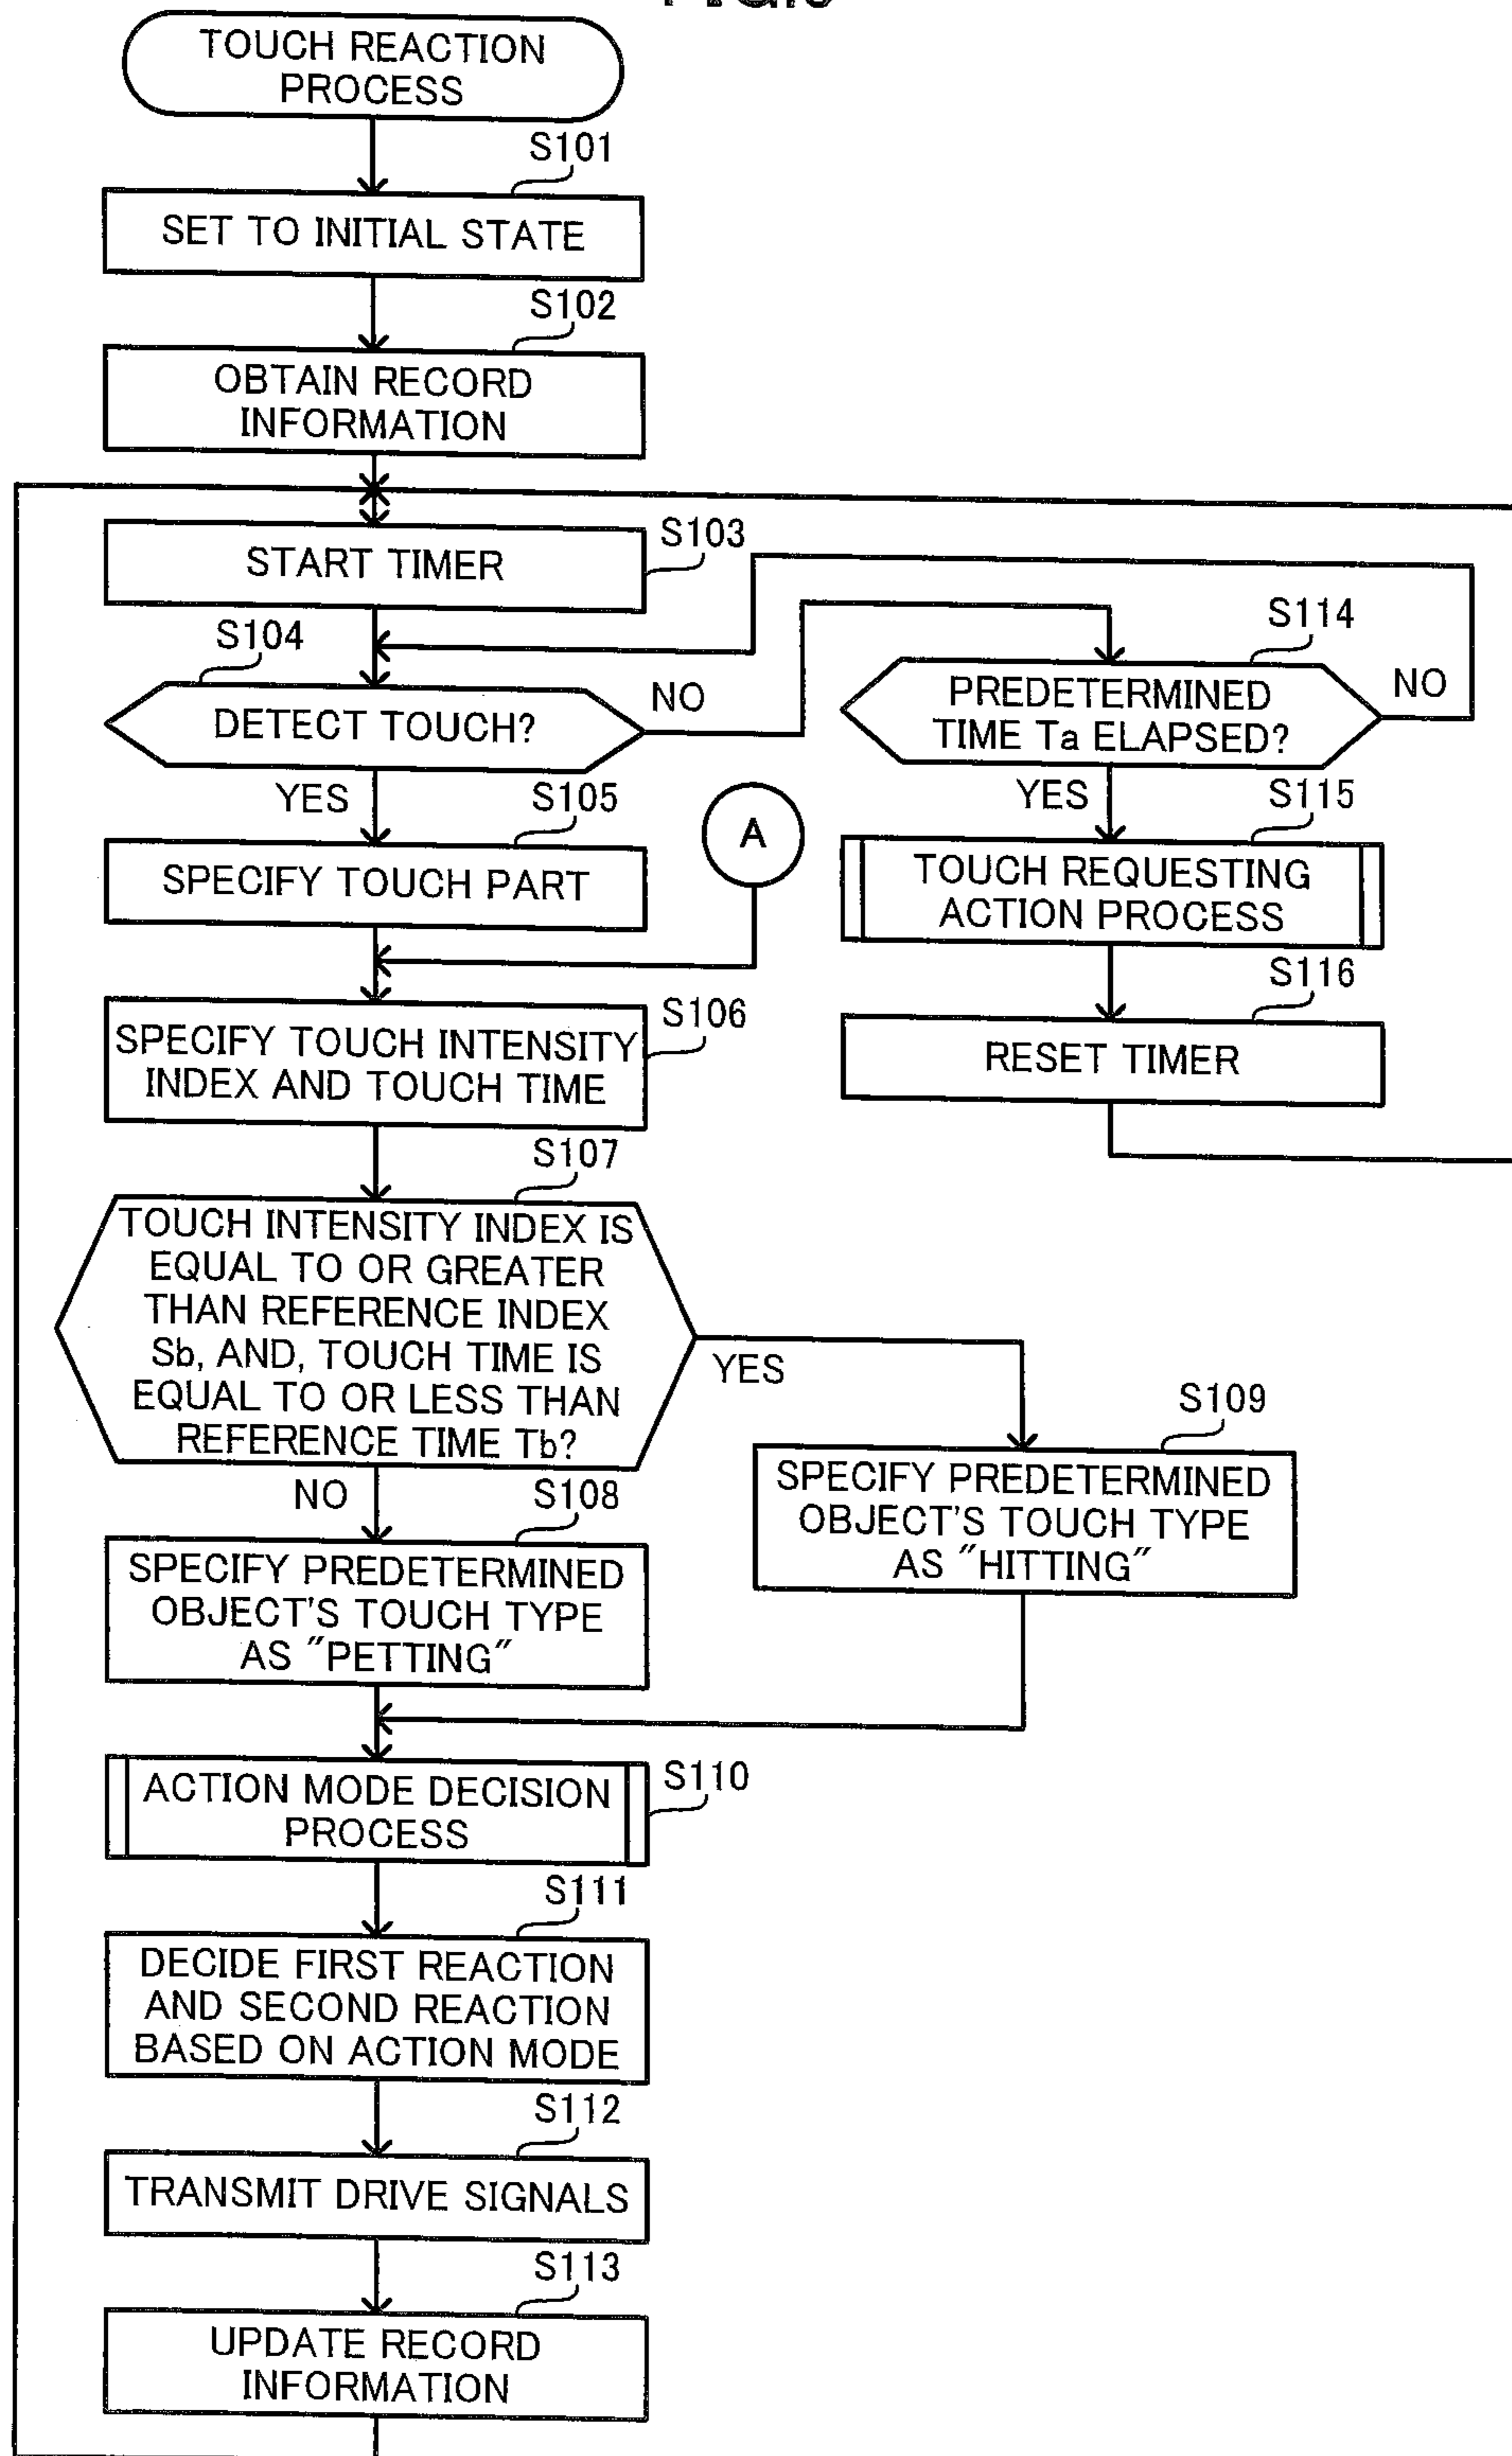 TOUCH REACTION
PROCESS
S101
SET TO INITIAL STATE
S102
OBTAIN RECORD
INFORMATION
S103
START TIMER
S104
DETECT TOUCH?
NO
YES
S114
PREDETERMINED
TIME Ta ELAPSED?
NO
YES
S105
SPECIFY TOUCH PART
A
S115
TOUCH REQUESTING
ACTION PROCESS
S116
RESET TIMER
S106
SPECIFY TOUCH INTENSITY
INDEX AND TOUCH TIME
S107
TOUCH INTENSITY INDEX IS
EQUAL TO OR GREATER
THAN REFERENCE INDEX
Sb, AND, TOUCH TIME IS
EQUAL TO OR LESS THAN
REFERENCE TIME Tb?
YES
NO
S109
SPECIFY PREDETERMINED
OBJECT'S TOUCH TYPE
AS "HITTING"
S108
SPECIFY PREDETERMINED
OBJECT'S TOUCH TYPE
AS "PETTING"
S110
ACTION MODE DECISION
PROCESS
S111
DECIDE FIRST REACTION
AND SECOND REACTION
BASED ON ACTION MODE
S112
TRANSMIT DRIVE SIGNALS
S113
UPDATE RECORD
INFORMATION